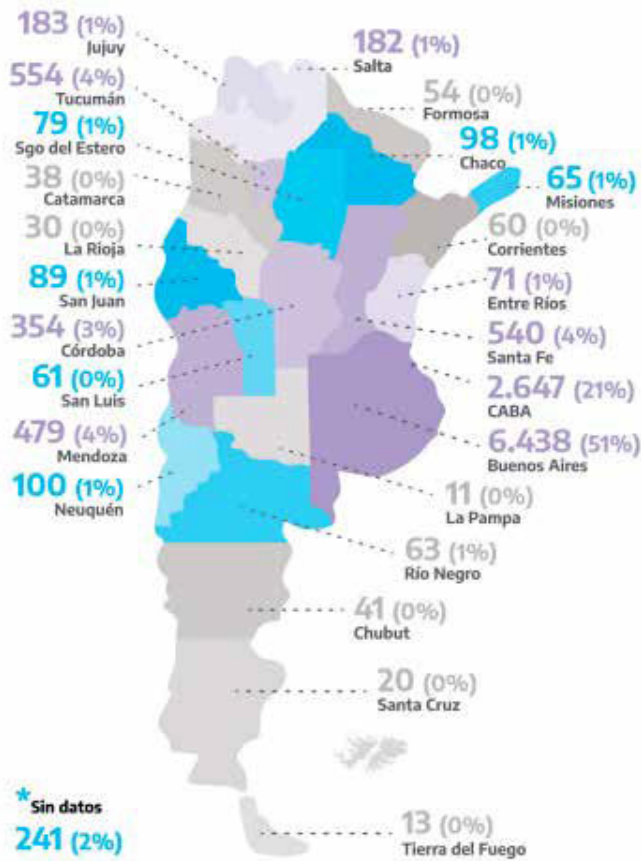 183 (1%)
Jujuy
182 (1%)
Salta
554 (4%)
Tucumán
54 (0%)
Formosa
79 (1%)
Sgo del Estero
98 (1%)
Chaco
38 (0%)
Catamarca
65 (1%)
Misiones
30 (0%)
La Rioja
60 (0%)
Corrientes
89 (1%)
San Juan
71 (1%)
Entre Ríos
354 (3%)
Córdoba
540 (4%)
Santa Fe
61 (0%)
San Luis
2.647 (21%)
CABA
479 (4%)
Mendoza
6.438 (51%)
Buenos Aires
100 (1%)
Neuquén
11 (0%)
La Pampa
63 (1%)
Río Negro
41 (0%)
Chubut
20 (0%)
Santa Cruz
*Sin datos
241 (2%)
13 (0%)
Tierra del Fuego